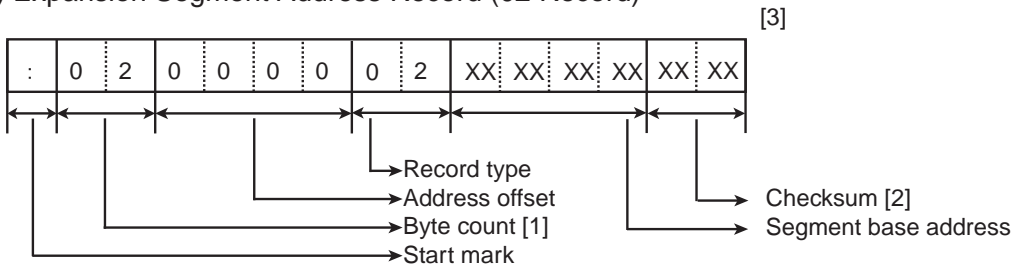 Expansion Segment Address Record (02 Record)
[3]
: 0 2 0 0 0 0 0 2 XX XX XX XX XX XX
Record type
Address offset
Byte count [1]
Start mark
Checksum [2]
Segment base address